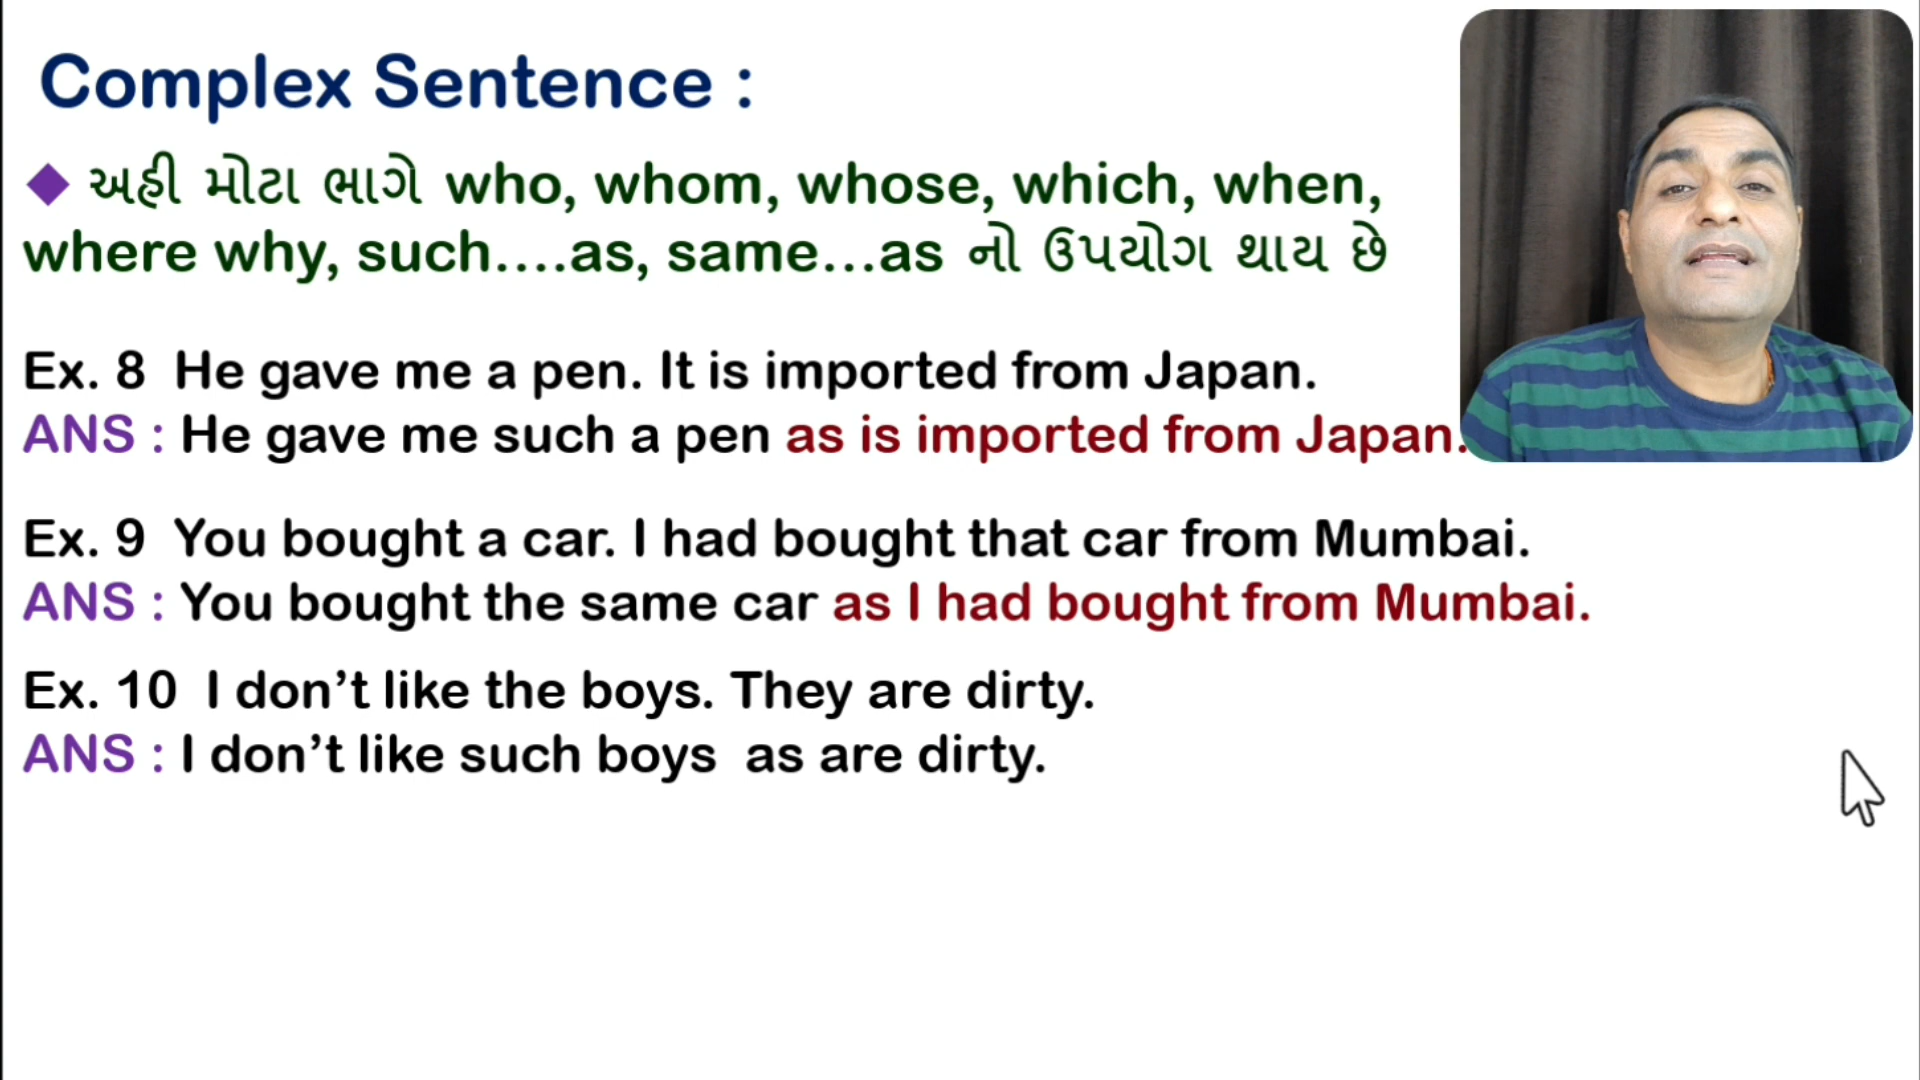 Complex Sentence :
◆ અહી મોટા ભાગે who, whom, whose, which, when,
where why, such....as, same...as નો ઉપયોગ થાય છે
Ex. 8 He gave me a pen. It is imported from Japan.
ANS : He gave me such a pen as is imported from Japan.
Ex. 9 You bought a car. I had bought that car from Mumbai.
ANS : You bought the same car as I had bought from Mumbai.
Ex. 10 I don’t like the boys. They are dirty.
ANS : I don’t like such boys as are dirty.